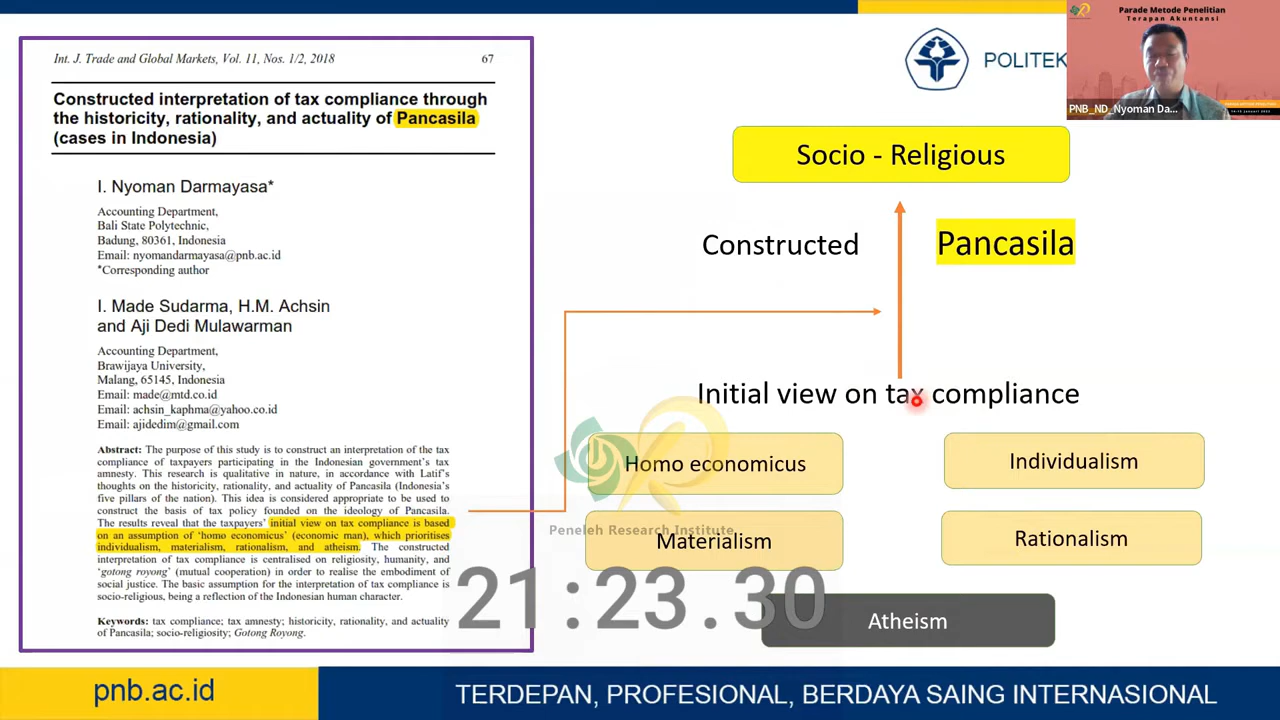 Int. J. Trade and Global Markets, Vol. 11, Nos. 1/2, 2018 67
Constructed interpretation of tax compliance through
the historicity, rationality, and actuality of Pancasila
(cases in Indonesia)
I. Nyoman Darmayasa*
Accounting Department,
Bali State Polytechnic,
Badung, 80361, Indonesia
Email: nyomandarmayasa@pnb.ac.id
*Corresponding author
I. Made Sudarma, H.M. Achsin
and Aji Dedi Mulawarman
Accounting Department,
Brawijaya University,
Malang, 65145, Indonesia
Email: made@mtd.co.id
Email: achsin_kaphma@yahoo.co.id
Email: ajidedim@gmail.com
Abstract: The purpose of this study is to construct an interpretation of the tax
compliance of taxpayers participating in the Indonesian government's tax
amnesty. This research is qualitative in nature, in accordance with Latif's
thoughts on the historicity, rationality, and actuality of Pancasila (Indonesia's
five pillars of the nation). This idea is considered appropriate to be used to
construct the basis of tax policy founded on the ideology of Pancasila.
The results reveal that the taxpayers' initial view on tax compliance is based
on an assumption of 'homo economicus' (economic man), which prioritises
individualism, materialism, rationalism, and atheism. The constructed
interpretation of tax compliance is centralised on religiosity, humanity, and
'gotong royong' (mutual cooperation) in order to realise the embodiment of
social justice. The basic assumption for the interpretation of tax compliance is
socio-religious, being a reflection of the Indonesian human character.
Keywords: tax compliance; tax amnesty; historicity, rationality, and actuality
of Pancasila; socio-religiosity; Gotong Royong.
POLITEK
Parade Metode Penelitian
Terapan Akuntansi
PNB_ND_Nyoman Da...
Socio - Religious
Constructed
Pancasila
Initial view on tax compliance
Homo economicus
Individualism
Peneleh Research Institute
Materialism
Rationalism
21:23.30
Atheism
pnb.ac.id
TERDEPAN, PROFESIONAL, BERDAYA SAING INTERNASIONAL